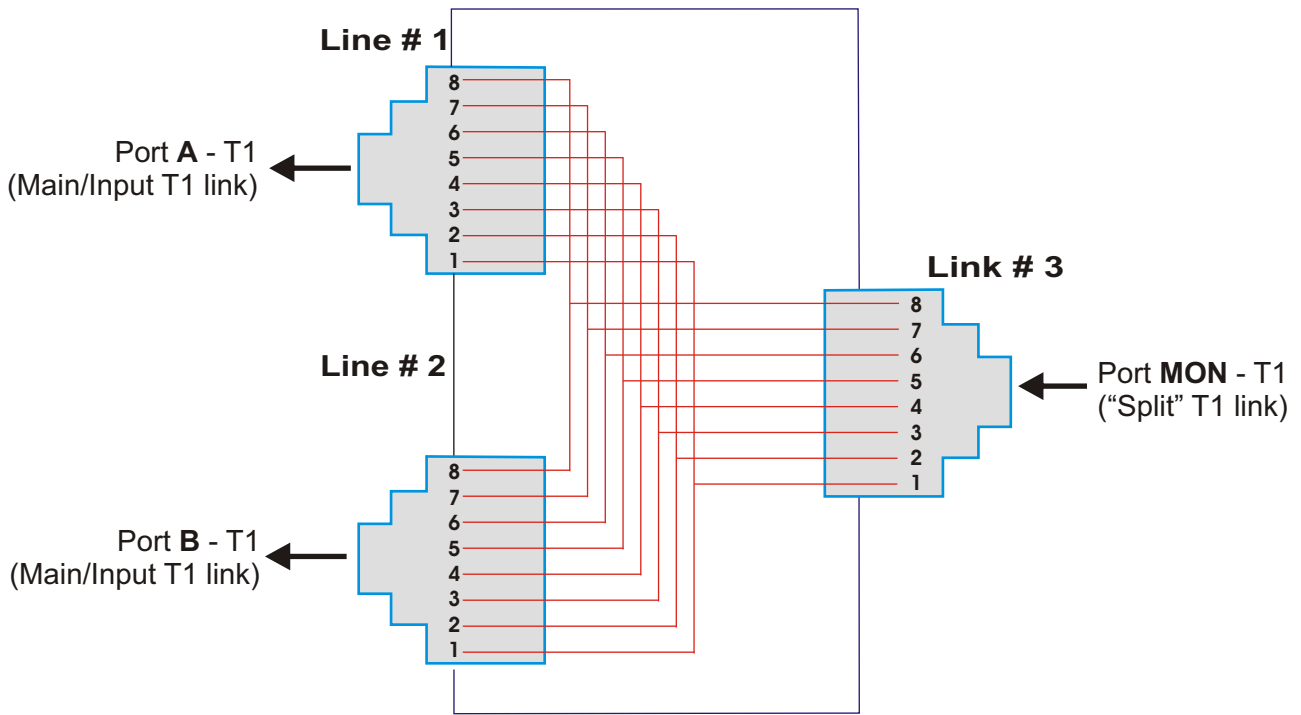 Line # 1
8
7
6
5
4
3
2
1
Port A - T1
(Main/Input T1 link)
Link # 3
8
7
6
5
4
3
2
1
Port MON - T1
(“Split” T1 link)
Line # 2
8
7
6
5
4
3
2
1
Port B - T1
(Main/Input T1 link)